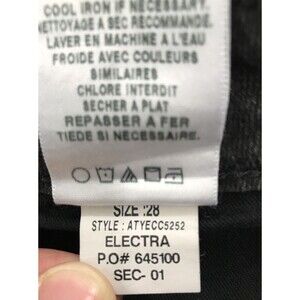 COOL IRON IF NECESSARY.
NETTOYAGE A SEC RECOMMANDE.
LAVER EN MACHINE A L'EAU
FROIDE AVEC COULEURS
SIMILAIRES
CHLORE INTERDIT
SECHER A PLAT
REPASSER A FER
TIEDE SI NECESSAIRE.
SIZE :28
STYLE : ATYECC5252
ELECTRA
P.O# 645100
SEC- 01